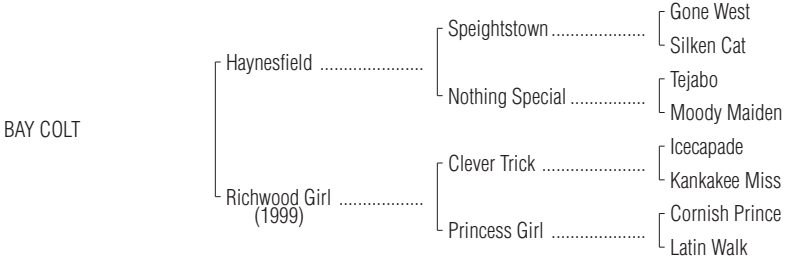 Gone West
Speightstown ....................
Silken Cat
Haynesfield ......................
Tejabo
Nothing Special ................
Moody Maiden
BAY COLT
Icecapade
Clever Trick ......................
Kankakee Miss
Richwood Girl ..................
(1999)
Cornish Prince
Princess Girl ....................
Latin Walk